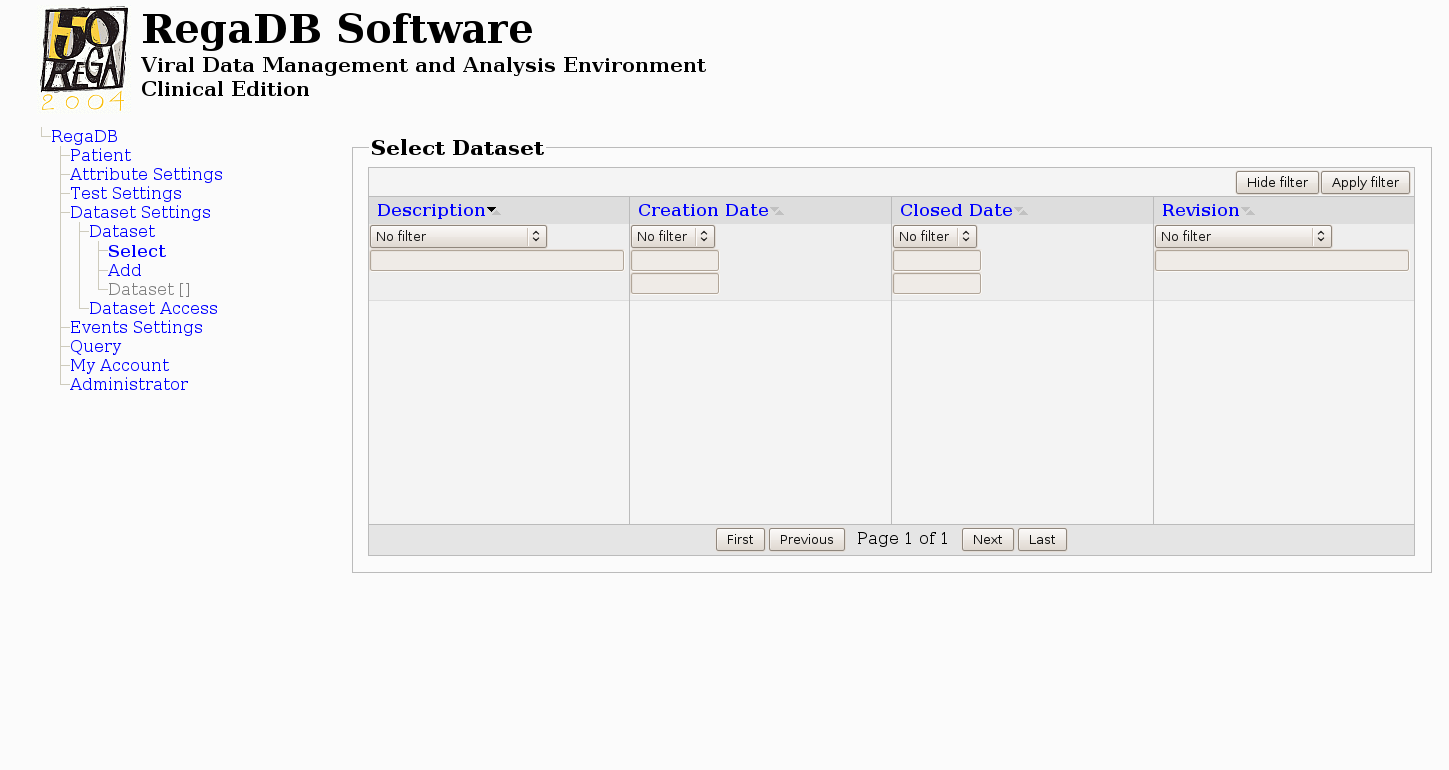 50
REGA
2004
RegaDB Software
Viral Data Management and Analysis Environment
Clinical Edition
RegaDB
Patient
Attribute Settings
Test Settings
Dataset Settings
Dataset
Select
Add
Dataset []
Dataset Access
Events Settings
Query
My Account
Administrator
Select Dataset
Hide filter Apply filter
Description Creation Date Closed Date Revision
No filter No filter No filter No filter
First Previous Page 1 of 1 Next Last